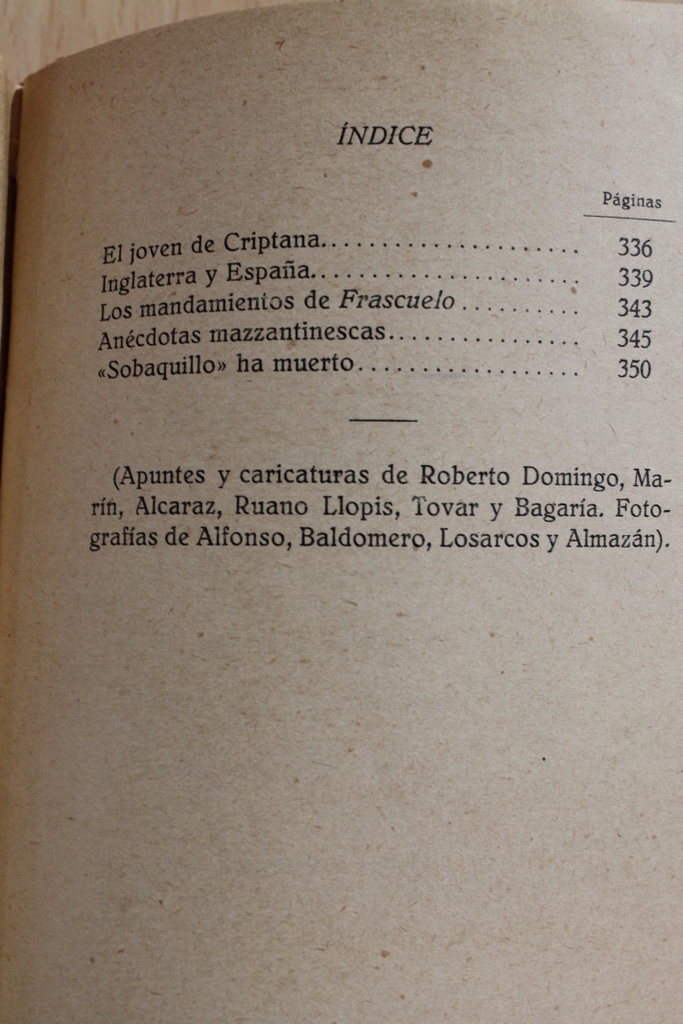 ÍNDICE
Páginas
El joven de Criptana...................... 336
Inglaterra y España....................... 339
Los mandamientos de Frascuelo .......... 343
Anécdotas mazzantinescas................ 345
«Sobaquillo» ha muerto.................. 350
(Apuntes y caricaturas de Roberto Domingo, Ma-
rín, Alcaraz, Ruano Llopis, Tovar y Bagaría. Foto-
grafías de Alfonso, Baldomero, Losarcos y Almazán).